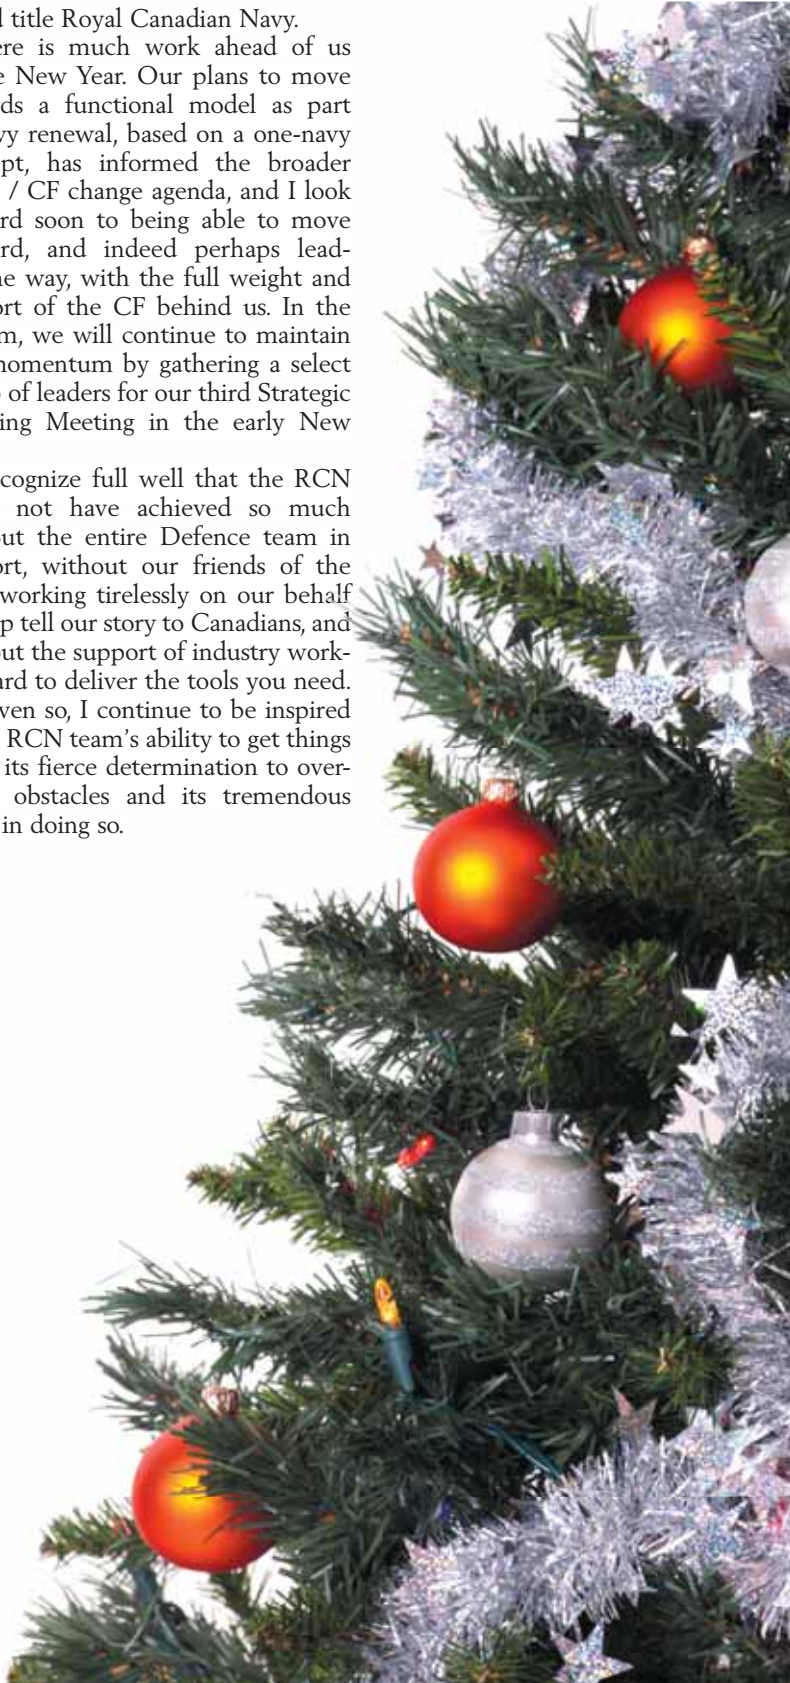 d title Royal Canadian Navy.
ere is much work ahead of us
e New Year. Our plans to move
rds a functional model as part
vy renewal, based on a one-navy
pt, has informed the broader
/ CF change agenda, and I look
rd soon to being able to move
rd, and indeed perhaps lead-
ne way, with the full weight and
ort of the CF behind us. In the
m, we will continue to maintain
momentum by gathering a select
of leaders for our third Strategic
ing Meeting in the early New
cognize full well that the RCN
not have achieved so much
out the entire Defence team in
ort, without our friends of the
working tirelessly on our behalf
p tell our story to Canadians, and
out the support of industry work-
ard to deliver the tools you need.
ven so, I continue to be inspired
RCN team's ability to get things
its fierce determination to over-
obstacles and its tremendous
in doing so.